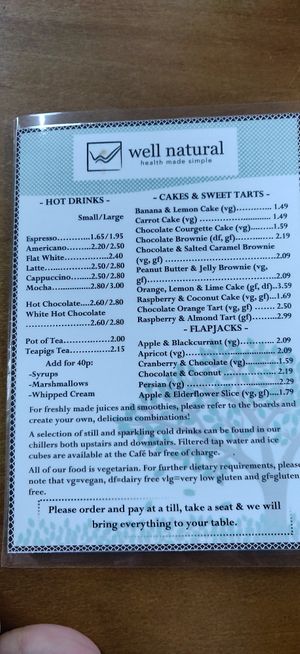 well natural
health made simple
- HOT DRINKS -
Small/Large
Espresso............1.65/1.95
Americano.........2.20/2.50
Flat White............2.40
Latte..................2.50/2.80
Cappuccino........2.50/2.80
Mocha................2.80/3.00
Hot Chocolate....2.60/2.80
White Hot Chocolate
....................2.60/2.80
Pot of Tea..............2.00
Teapigs Tea...........2.15
Add for 40p:
-Syrups
-Marshmallows
-Whipped Cream
- CAKES & SWEET TARTS -
Banana & Lemon Cake (vg)............ 1.49
Carrot Cake (vg) ........................... 1.49
Chocolate Courgette Cake (vg).......1.59
Chocolate Brownie (df, gf)............ 2.19
Chocolate & Salted Caramel Brownie
(vg, gf) ...................................2.09
Peanut Butter & Jelly Brownie (vg,
gf)..........................................2.09
Orange, Lemon & Lime Cake (gf, df)..3.59
Raspberry & Coconut Cake (vg, gf)..1.69
Chocolate Orange Tart (vg, gf) .......2.50
Raspberry & Almond Tart (gf).........2.99
- FLAPJACKS -
Apple & Blackcurrant (vg)..............2.09
Apricot (vg)................................2.09
Cranberry & Chocolate (vg)...........1.59
Chocolate & Coconut ...................2.19
Persian (vg) ................................2.29
Apple & Elderflower Slice (vg, gf)....1.79
For freshly made juices and smoothies, please refer to the boards and
create your own, delicious combinations!
A selection of still and sparkling cold drinks can be found in our
chillers both upstairs and downstairs. Filtered tap water and ice
cubes are available at the Café bar free of charge.
All of our food is vegetarian. For further dietary requirements, please
note that vg=vegan, df=dairy free vlg=very low gluten and gf=gluten
free.
Please order and pay at a till, take a seat & we will
bring everything to your table.